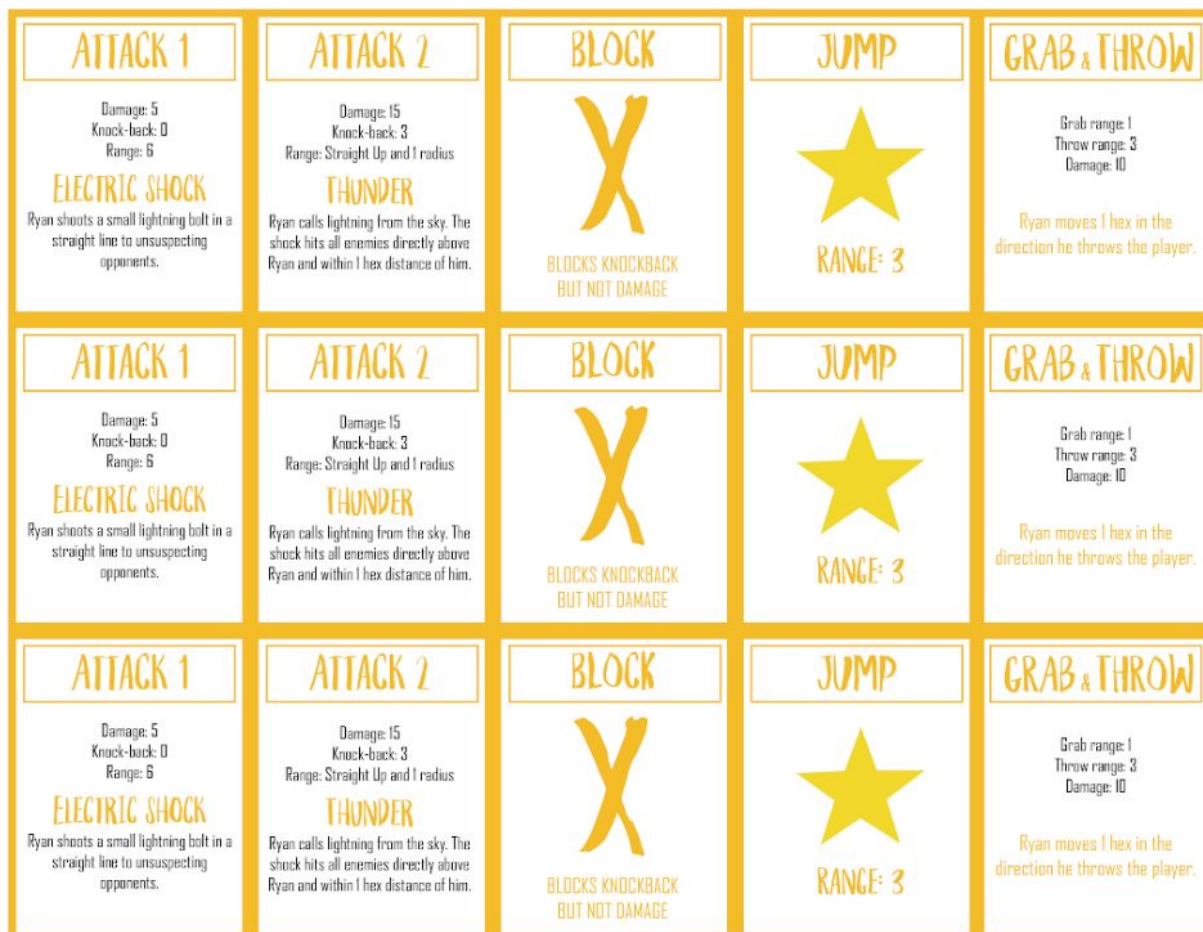 ATTACK 1
Damage: 5
Knock-back: 0
Range: 6
ELECTRIC SHOCK
Ryan shoots a small lightning bolt in a
straight line to unsuspecting
opponents.
ATTACK 2
Damage: 15
Knock-back: 3
Range: Straight Up and 1 radius
THUNDER
Ryan calls lightning from the sky. The
shock hits all enemies directly above
Ryan and within 1 hex distance of him.
BLOCK
X
BLOCKS KNOCKBACK
BUT NOT DAMAGE
JUMP
RANGE: 3
GRAB & THROW
Grab range: 1
Throw range: 3
Damage: 10
Ryan moves 1 hex in the
direction he throws the player.
ATTACK 1
Damage: 5
Knock-back: 0
Range: 6
ELECTRIC SHOCK
Ryan shoots a small lightning bolt in a
straight line to unsuspecting
opponents.
ATTACK 2
Damage: 15
Knock-back: 3
Range: Straight Up and 1 radius
THUNDER
Ryan calls lightning from the sky. The
shock hits all enemies directly above
Ryan and within 1 hex distance of him.
BLOCK
X
BLOCKS KNOCKBACK
BUT NOT DAMAGE
JUMP
RANGE: 3
GRAB & THROW
Grab range: 1
Throw range: 3
Damage: 10
Ryan moves 1 hex in the
direction he throws the player.
ATTACK 1
Damage: 5
Knock-back: 0
Range: 6
ELECTRIC SHOCK
Ryan shoots a small lightning bolt in a
straight line to unsuspecting
opponents.
ATTACK 2
Damage: 15
Knock-back: 3
Range: Straight Up and 1 radius
THUNDER
Ryan calls lightning from the sky. The
shock hits all enemies directly above
Ryan and within 1 hex distance of him.
BLOCK
X
BLOCKS KNOCKBACK
BUT NOT DAMAGE
JUMP
RANGE: 3
GRAB & THROW
Grab range: 1
Throw range: 3
Damage: 10
Ryan moves 1 hex in the
direction he throws the player.